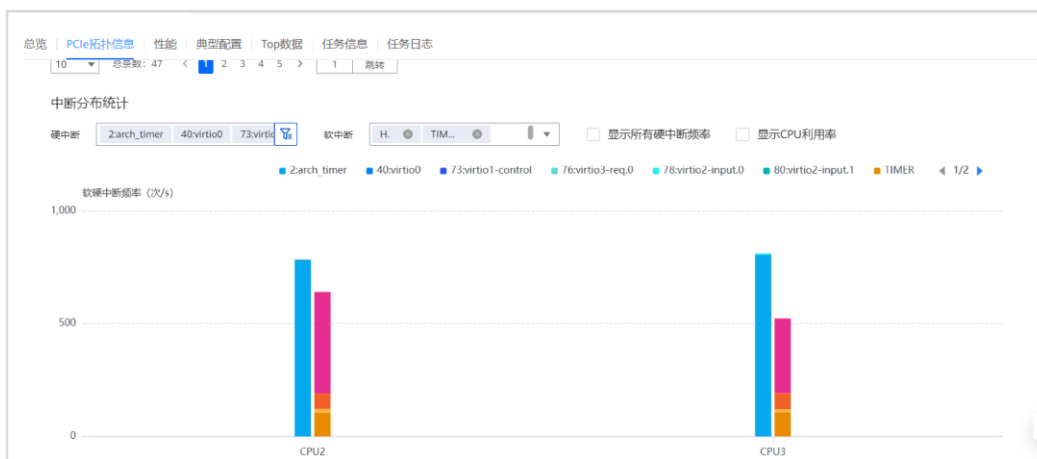 总览 PCIe拓扑信息 性能 典型配置 Top数据 任务信息 任务日志
10 总条数: 47 < 1 2 3 4 5 > 1 跳转
中断分布统计
硬中断 2:arch_timer 40:virtio0 73:virtic 软中断 H. TIM... 显示所有硬中断频率 显示CPU利用率
2:arch_timer 40:virtio0 73:virtio1-control 76:virtio3-req.0 78:virtio2-input.0 80:virtio2-input.1 TIMER 1/2
软硬中断频率（次/s）
1,000
500
0
CPU2 CPU3